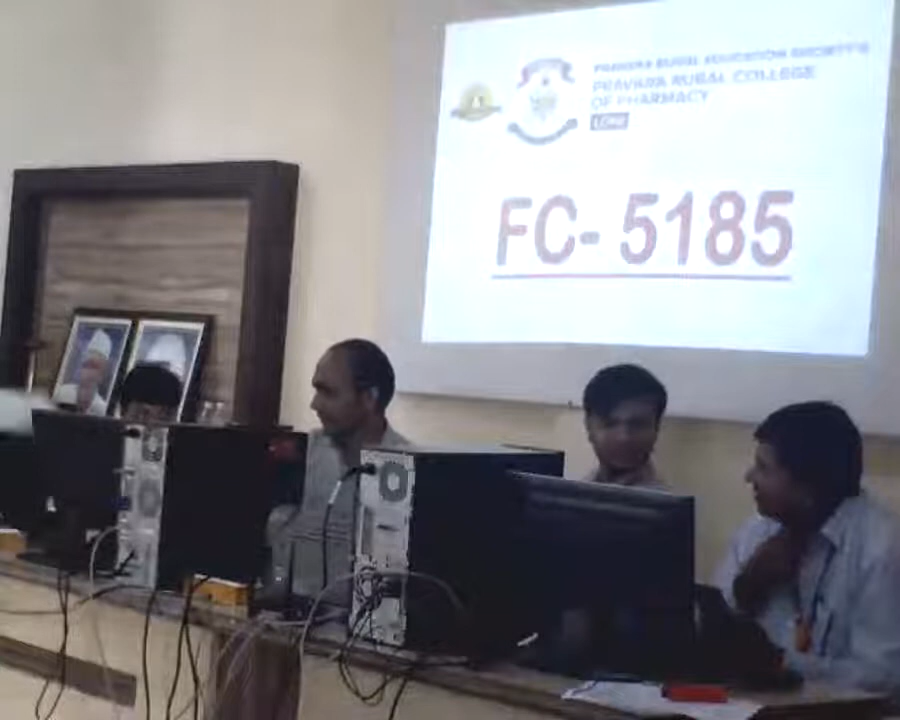 PRAVARA RURAL EDUCATION SOCIETY'S
PRAVARA RURAL COLLEGE
OF PHARMACY
LONI
FC- 5185